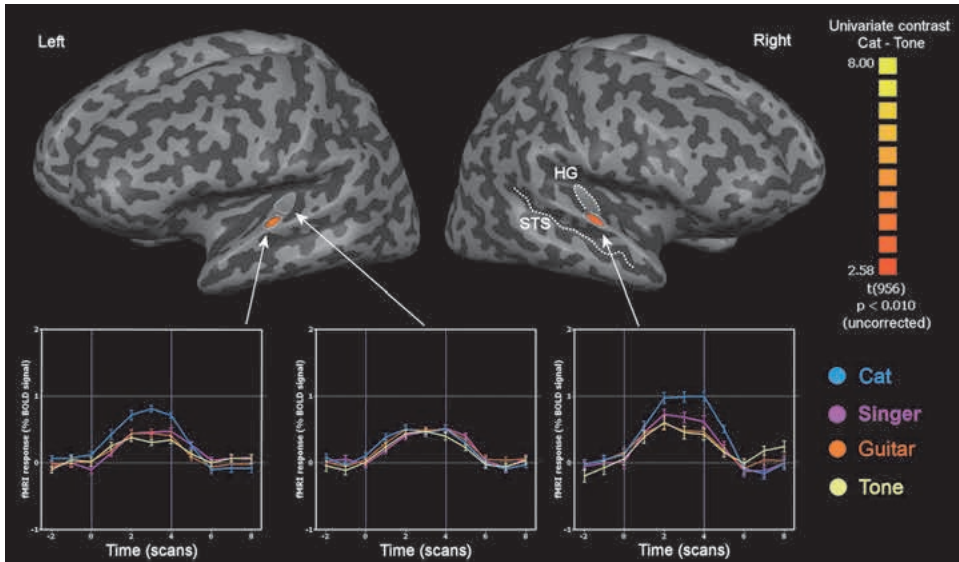 Left
Right
Univariate contrast
Cat - Tone
8.00
2.58
t(956)
p < 0.010
(uncorrected)
HG
STS
fMRI response (% BOLD signal)
2
1
0
-1
-2
0
2
4
6
8
Time (scans)
fMRI response (% BOLD signal)
2
1
0
-1
-2
0
2
4
6
8
Time (scans)
fMRI response (% BOLD signal)
2
1
0
-1
-2
0
2
4
6
8
Time (scans)
Cat
Singer
Guitar
Tone